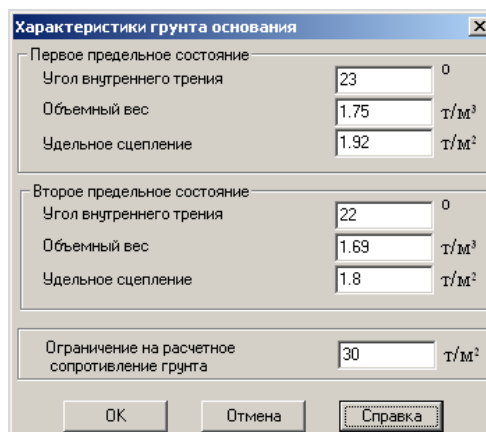 Характеристики грунта основания
Первое предельное состояние
Угол внутреннего трения 23 0
Объемный вес 1.75 т/м³
Удельное сцепление 1.92 т/м²
Второе предельное состояние
Угол внутреннего трения 22 0
Объемный вес 1.69 т/м³
Удельное сцепление 1.8 т/м²
Ограничение на расчетное
сопротивление грунта 30 т/м²
OK Отмена Справка